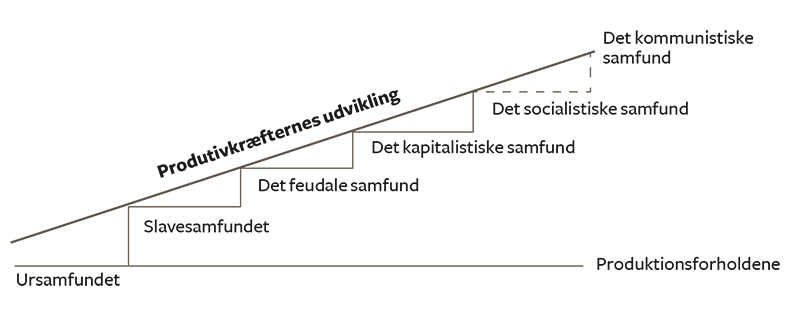 Det kommunistiske
samfund
Produtivkræfternes udvikling
Det socialistiske samfund
Det kapitalistiske samfund
Det feudale samfund
Slavesamfundet
Produktionsforholdene
Ursamfundet